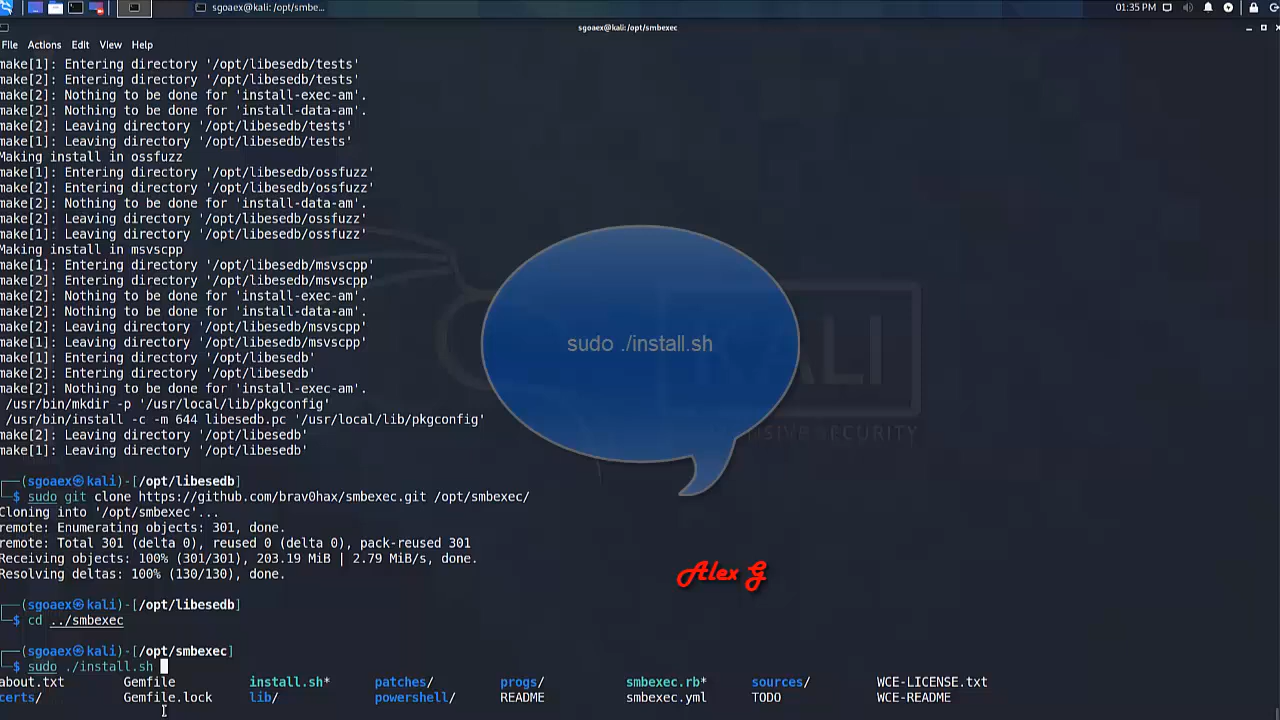 sgoaex@kali: /opt/smbe...
01:35 PM
sgoaex@kali:/opt/smbexec
File Actions Edit View Help
make[1]: Entering directory '/opt/libesedb/tests'
make[2]: Entering directory '/opt/libesedb/tests'
make[2]: Nothing to be done for 'install-exec-am'.
make[2]: Nothing to be done for 'install-data-am'.
make[2]: Leaving directory '/opt/libesedb/tests'
make[1]: Leaving directory '/opt/libesedb/tests'
Making install in ossfuzz
make[1]: Entering directory '/opt/libesedb/ossfuzz'
make[2]: Entering directory '/opt/libesedb/ossfuzz'
make[2]: Nothing to be done for 'install-exec-am'.
make[2]: Nothing to be done for 'install-data-am'.
make[2]: Leaving directory '/opt/libesedb/ossfuzz'
make[1]: Leaving directory '/opt/libesedb/ossfuzz'
Making install in msvscpp
make[1]: Entering directory '/opt/libesedb/msvscpp'
make[2]: Entering directory '/opt/libesedb/msvscpp'
make[2]: Nothing to be done for 'install-exec-am'.
make[2]: Nothing to be done for 'install-data-am'.
make[2]: Leaving directory '/opt/libesedb/msvscpp'
make[1]: Leaving directory '/opt/libesedb/msvscpp'
make[1]: Entering directory '/opt/libesedb'
make[2]: Entering directory '/opt/libesedb'
make[2]: Nothing to be done for 'install-exec-am'.
/usr/bin/mkdir -p '/usr/local/lib/pkgconfig'
/usr/bin/install -c -m 644 libesedb.pc '/usr/local/lib/pkgconfig'
make[2]: Leaving directory '/opt/libesedb'
make[1]: Leaving directory '/opt/libesedb'
sudo ./install.sh
KALI
SECURITY
(sgoaex㉿kali)-[/opt/libesedb]
$ sudo git clone https://github.com/brav0hax/smbexec.git /opt/smbexec/
Cloning into '/opt/smbexec'...
remote: Enumerating objects: 301, done.
remote: Total 301 (delta 0), reused 0 (delta 0), pack-reused 301
Receiving objects: 100% (301/301), 203.19 MiB | 2.79 MiB/s, done.
Resolving deltas: 100% (130/130), done.
Alex G
(sgoaex㉿kali)-[/opt/libesedb]
$ cd ../smbexec
(sgoaex㉿kali)-[/opt/smbexec]
$ sudo ./install.sh
about.txt Gemfile install.sh* patches/ progs/ smbexec.rb* sources/ WCE-LICENSE.txt
certs/ Gemfile.lock lib/ powershell/ README smbexec.yml TODO WCE-README